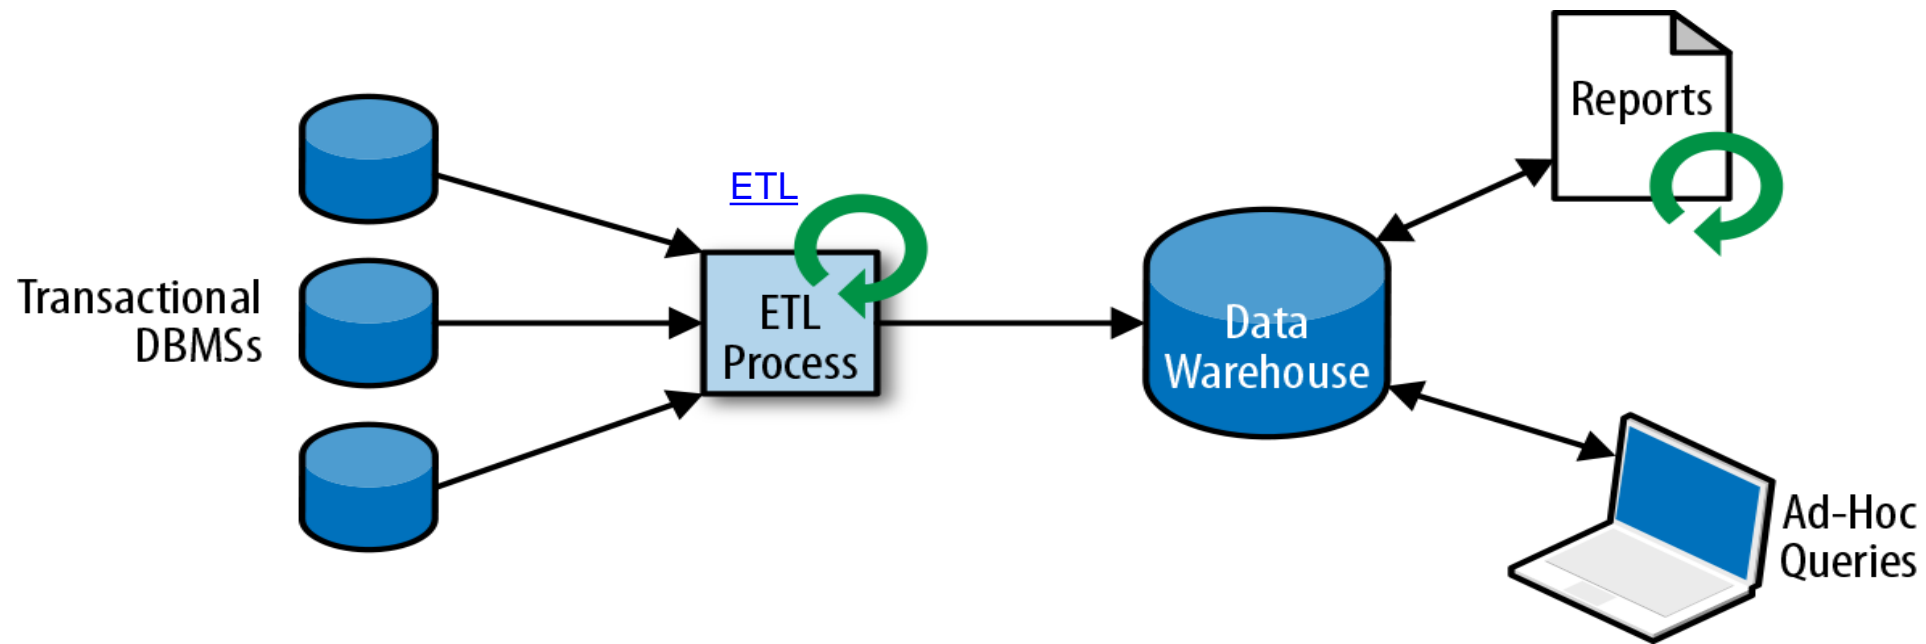 Transactional
DBMSs
ETL
ETL
Process
Data
Warehouse
Reports
Ad-Hoc
Queries